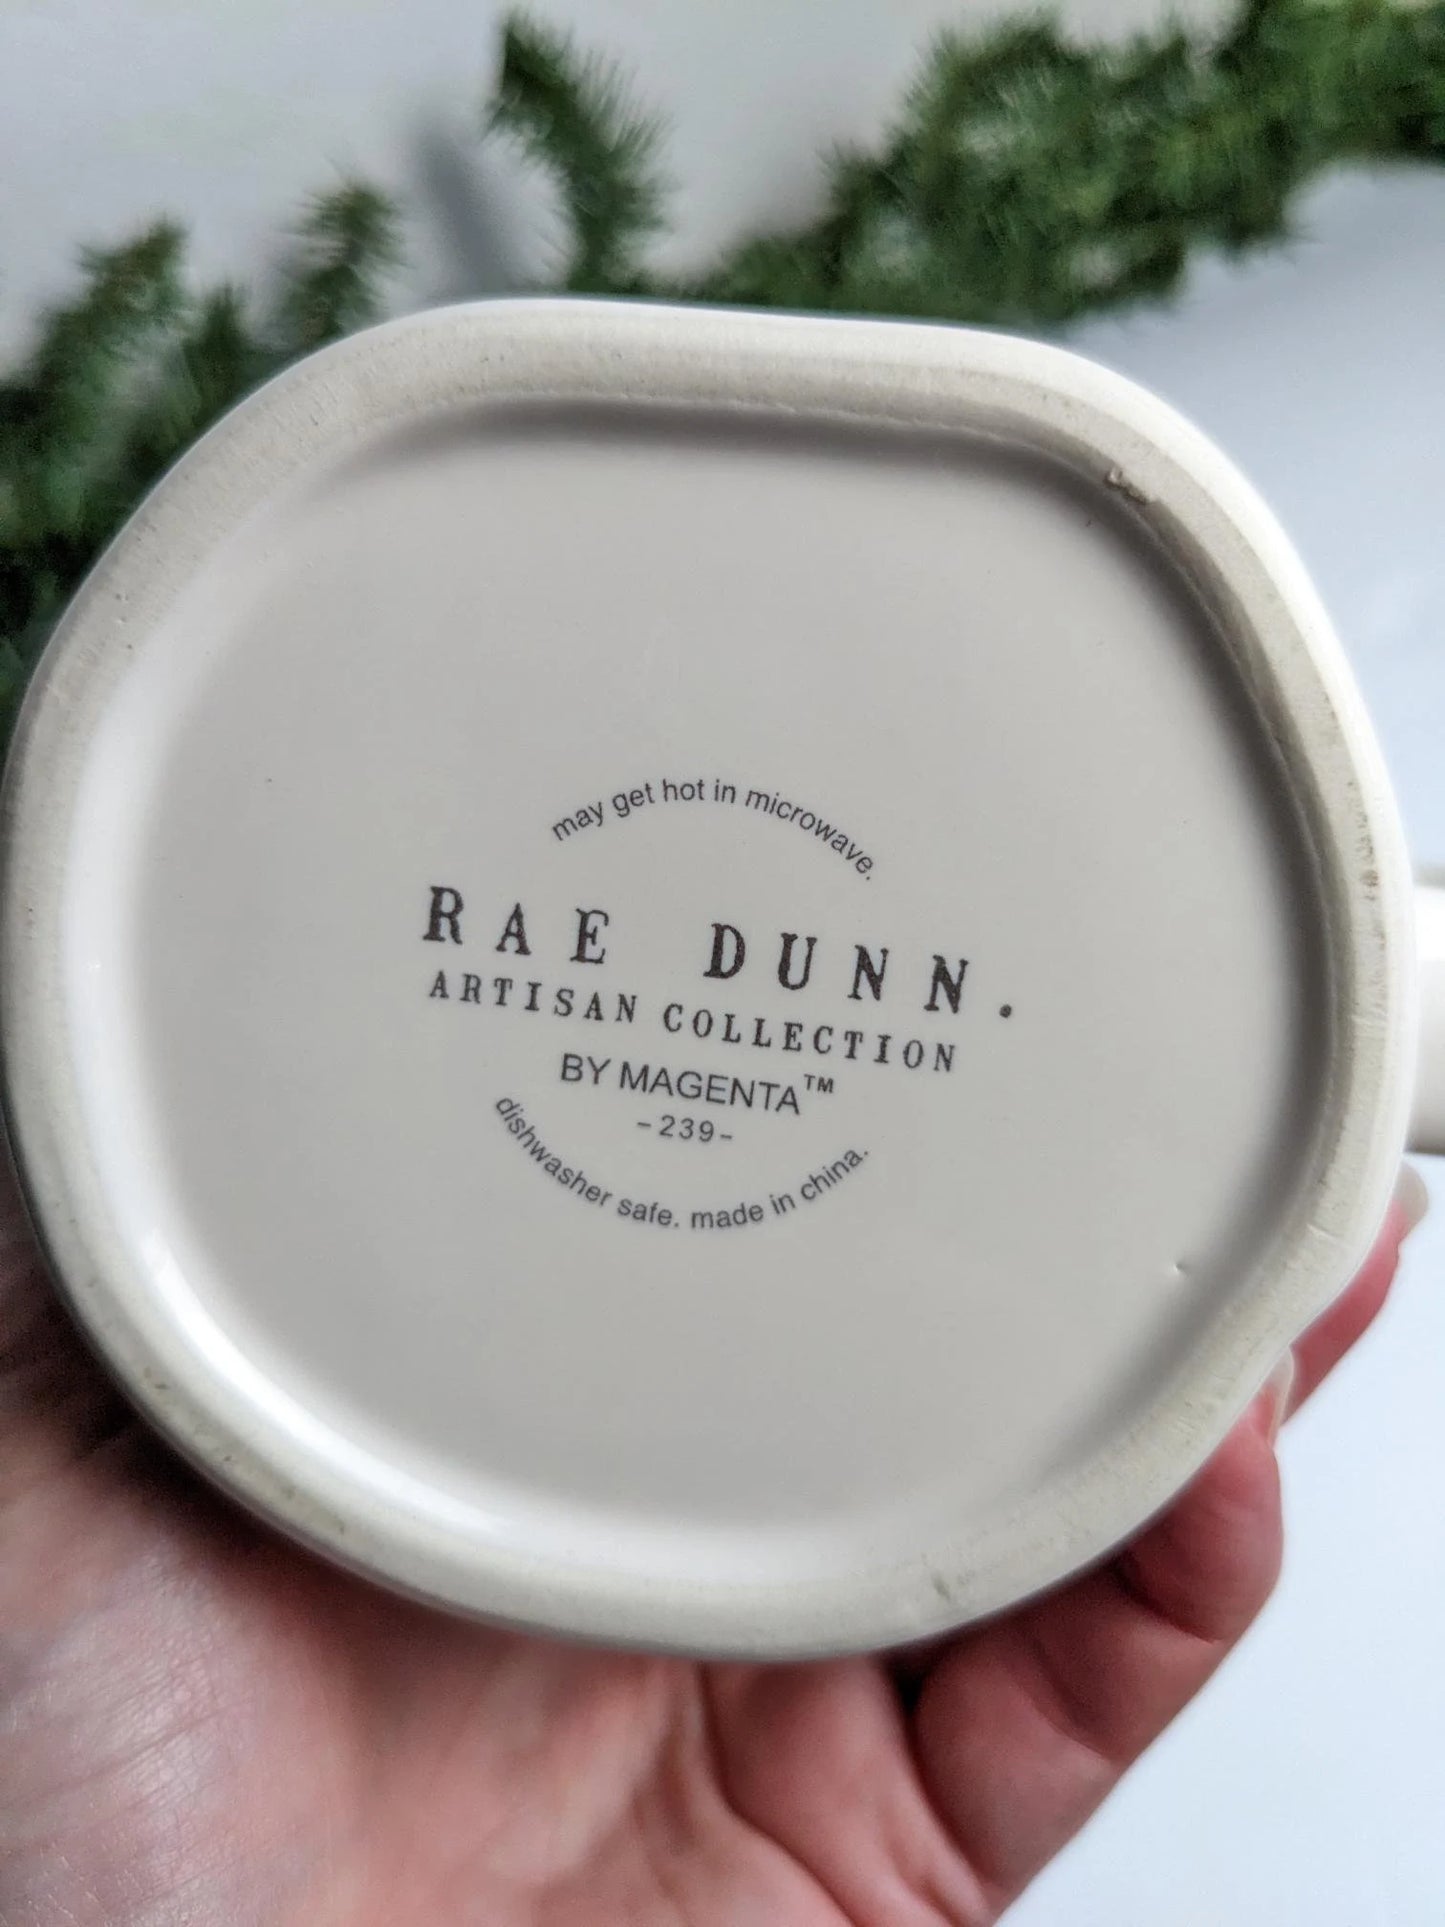 may get hot in microwave.
RAE DUNN.
ARTISAN COLLECTION
BY MAGENTA™
-239-
dishwasher safe. made in china.